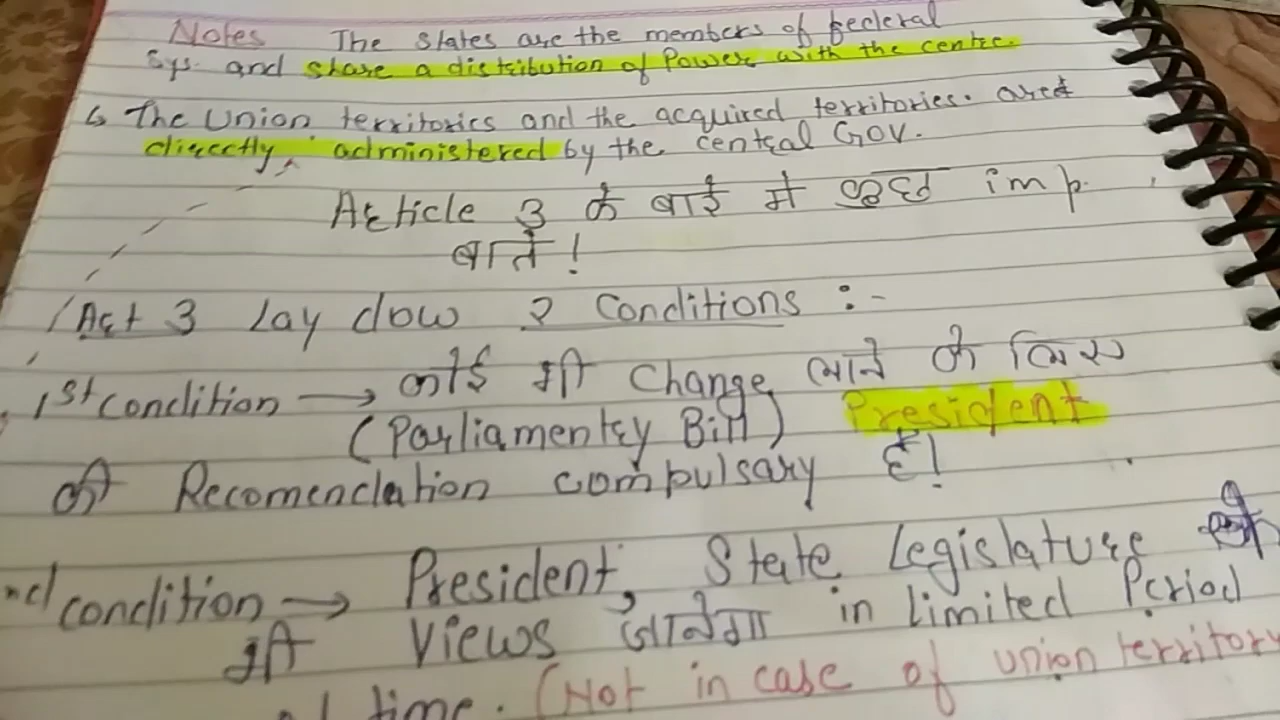 Notes The States are the members of fecleral
Sys. and share a distribution of Power with the centre.
↳ The Union territories and the acquired territories. are
directly administered by the central Gov.
Article 3 के बारे में कुछ imp.
बाते!
Art 3 lay dow 2 Conditions :-
1st condition → कोई भी Change लाने के लिए
(Parliamentry Bill) President
की Recomendation compulsary है!
nd condition → President, State Legislature की
भी Views जानेगा in limited Period
time. (Not in case of union territory